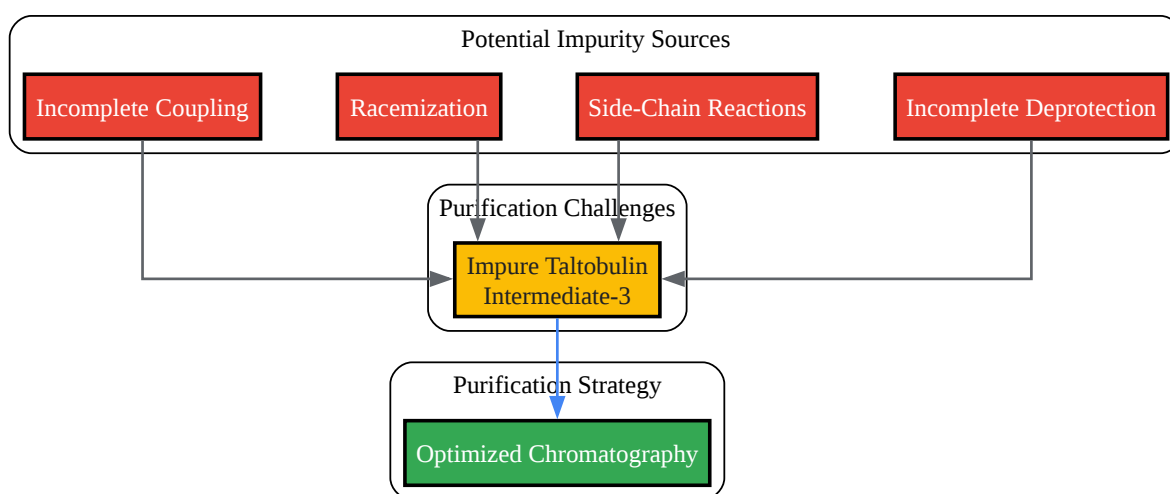 Potential Impurity Sources
Incomplete Coupling
Racemization
Side-Chain Reactions
Incomplete Deprotection
Purification Challenges
Impure Taltobulin
Intermediate-3
Purification Strategy
Optimized Chromatography